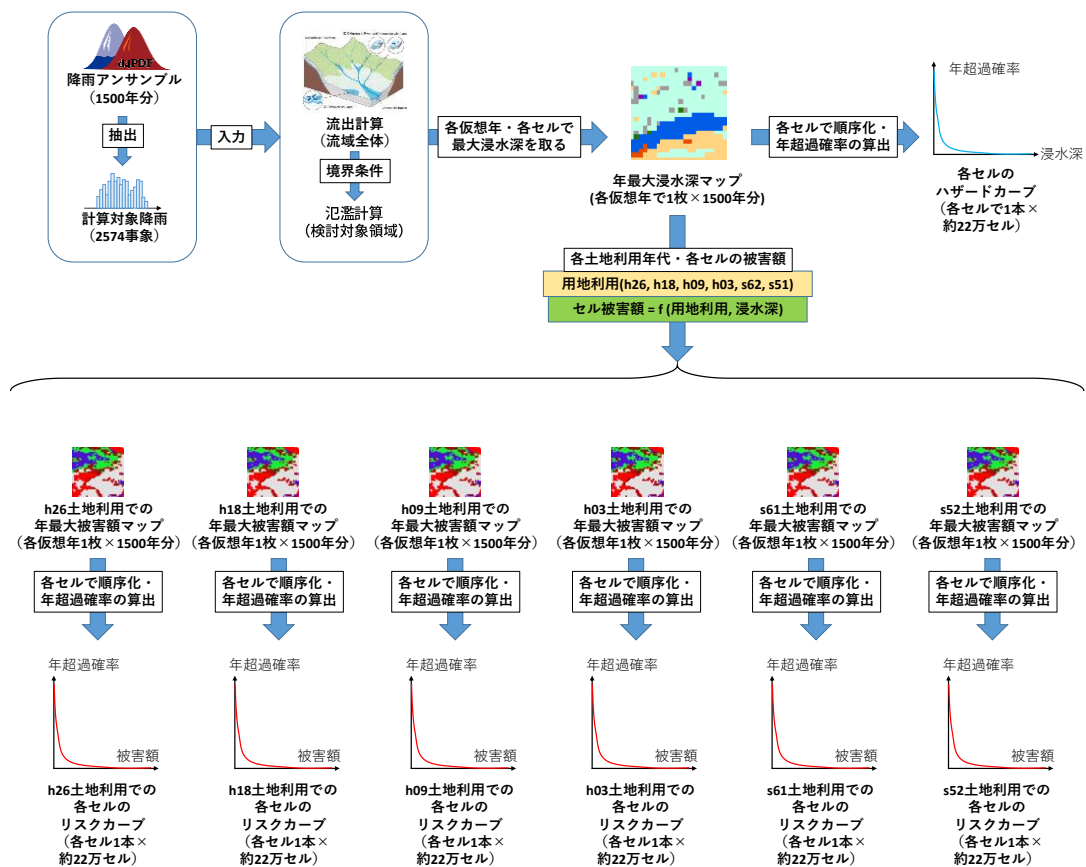 d4PDF
降雨アンサンブル
（1500年分）
抽出
計算対象降雨
（2574事象）
入力
流出計算
(流域全体)
境界条件
氾濫計算
(検討対象領域)
各仮想年・各セルで
最大浸水深を取る
年最大浸水深マップ
(各仮想年で1枚×1500年分)
各セルで順序化・
年超過確率の算出
年超過確率
浸水深
各セルの
ハザードカーブ
（各セルで1本×
約22万セル）
各土地利用年代・各セルの被害額
用地利用(h26, h18, h09, h03, s62, s51)
セル被害額 = f (用地利用, 浸水深)
h26土地利用での
年最大被害額マップ
（各仮想年1枚×1500年分）
h18土地利用での
年最大被害額マップ
（各仮想年1枚×1500年分）
h09土地利用での
年最大被害額マップ
（各仮想年1枚×1500年分）
h03土地利用での
年最大被害額マップ
（各仮想年1枚×1500年分）
s61土地利用での
年最大被害額マップ
（各仮想年1枚×1500年分）
s52土地利用での
年最大被害額マップ
（各仮想年1枚×1500年分）
各セルで順序化・
年超過確率の算出
各セルで順序化・
年超過確率の算出
各セルで順序化・
年超過確率の算出
各セルで順序化・
年超過確率の算出
各セルで順序化・
年超過確率の算出
各セルで順序化・
年超過確率の算出
年超過確率
被害額
年超過確率
被害額
年超過確率
被害額
年超過確率
被害額
年超過確率
被害額
年超過確率
被害額
h26土地利用での
各セルの
リスクカーブ
（各セル1本×
約22万セル）
h18土地利用での
各セルの
リスクカーブ
（各セル1本×
約22万セル）
h09土地利用での
各セルの
リスクカーブ
（各セル1本×
約22万セル）
h03土地利用での
各セルの
リスクカーブ
（各セル1本×
約22万セル）
s61土地利用での
各セルの
リスクカーブ
（各セル1本×
約22万セル）
s52土地利用での
各セルの
リスクカーブ
（各セル1本×
約22万セル）